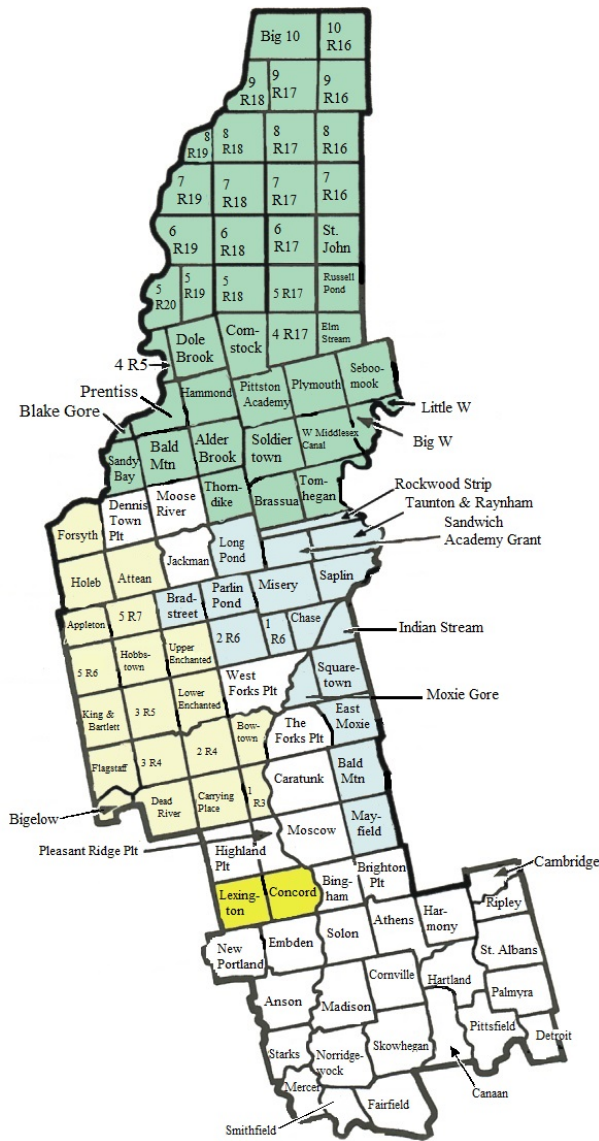 Big 10
10
R16
9
R18
9
R17
9
R16
8
R19
8
R18
8
R17
8
R16
7
R19
7
R18
7
R17
7
R16
6
R19
6
R18
6
R17
St.
John
5
R20
5
R19
5
R18
5 R17
Russell
Pond
4 R5
Dole
Brook
Com-
stock
4 R17
Elm
Stream
Prentiss
Hammond
Pittston
Academy
Plymouth
Seboo-
mook
Little W
Blake Gore
Big W
Sandy
Bay
Bald
Mtn
Alder
Brook
Soldier
town
W Middlesex
Canal
Dennis
Town
Plt
Moose
River
Thorn-
dike
Brassua
Tom-
hegan
Rockwood Strip
Taunton & Raynham
Sandwich
Academy Grant
Forsyth
Jackman
Long
Pond
Holeb
Attean
Brad-
street
Parlin
Pond
Misery
Saplin
Appleton
5 R7
Upper
Enchanted
2 R6
1
R6
Chase
Indian Stream
5 R6
Hobbs-
town
West
Forks Plt
Square-
town
Moxie Gore
King &
Bartlett
3 R5
Lower
Enchanted
Bow-
town
The
Forks Plt
East
Moxie
Flagstaff
3 R4
2 R4
Caratunk
Bald
Mtn
Bigelow
Dead
River
Carrying
Place
1
R3
Moscow
May-
field
Pleasant Ridge Plt
Highland
Plt
Bing-
ham
Brighton
Plt
Cambridge
Lexing-
ton
Concord
Ripley
New
Portland
Embden
Solon
Athens
Har-
mony
St. Albans
Anson
Madison
Cornville
Hartland
Palmyra
Starks
Norridge-
wock
Skowhegan
Pittsfield
Detroit
Mercer
Canaan
Smithfield
Fairfield